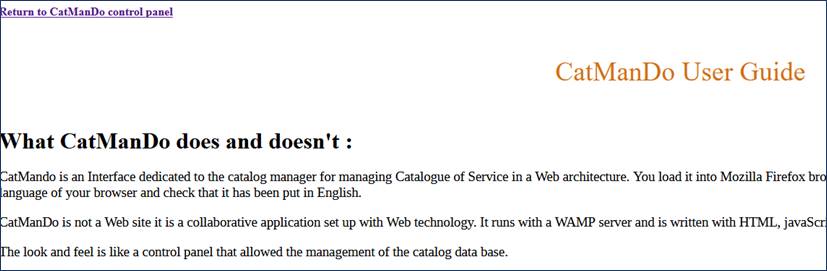 Return to CatManDo control panel
CatManDo User Guide
What CatManDo does and doesn't :
CatMando is an Interface dedicated to the catalog manager for managing Catalogue of Service in a Web architecture. You load it into Mozilla Firefox
language of your browser and check that it has been put in English.
CatManDo is not a Web site it is a collaborative application set up with Web technology. It runs with a WAMP server and is written with HTML,
The look and feel is like a control panel that allowed the management of the catalog data base.